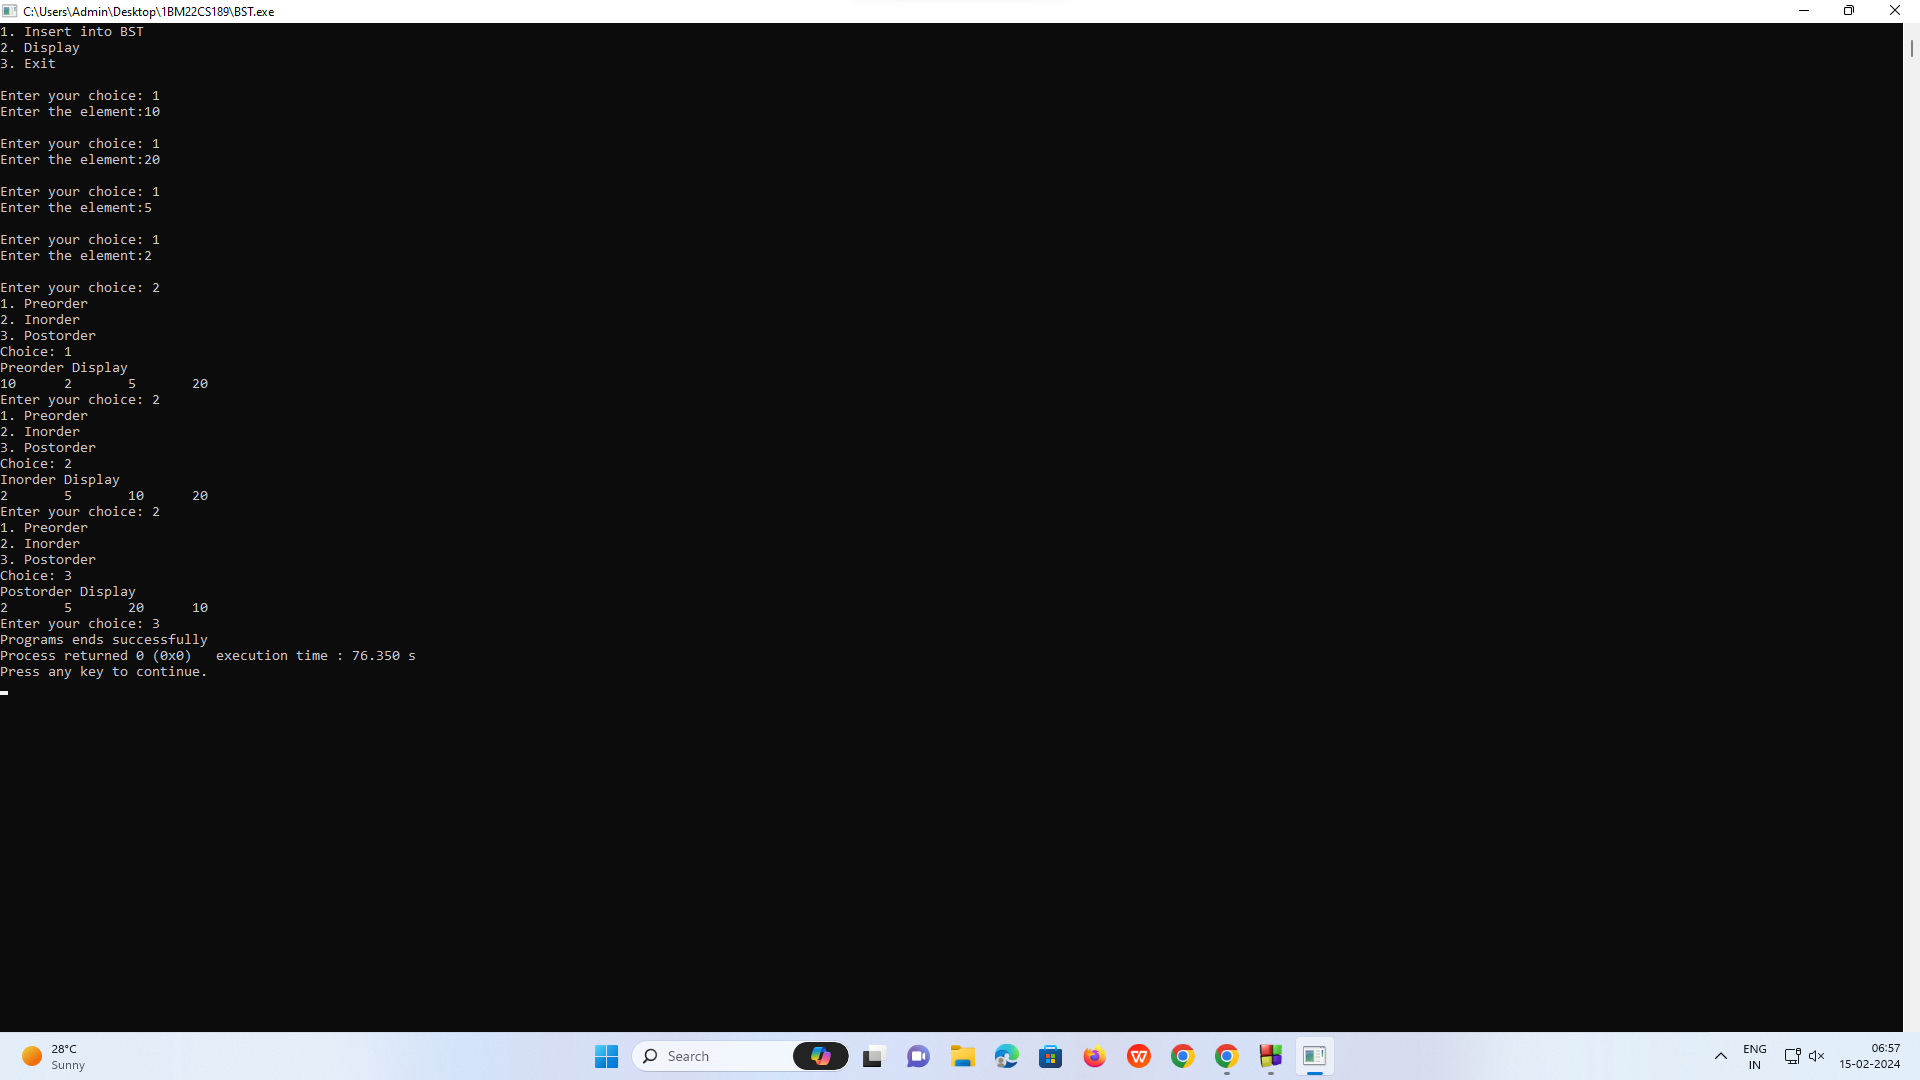 C:\Users\Admin\Desktop\1BM22CS189\BST.exe
1. Insert into BST
2. Display
3. Exit
Enter your choice: 1
Enter the element:10
Enter your choice: 1
Enter the element:20
Enter your choice: 1
Enter the element:5
Enter your choice: 1
Enter the element:2
Enter your choice: 2
1. Preorder
2. Inorder
3. Postorder
Choice: 1
Preorder Display
10 2 5 20
Enter your choice: 2
1. Preorder
2. Inorder
3. Postorder
Choice: 2
Inorder Display
2 5 10 20
Enter your choice: 2
1. Preorder
2. Inorder
3. Postorder
Choice: 3
Postorder Display
2 5 20 10
Enter your choice: 3
Programs ends successfully
Process returned 0 (0x0) execution time : 76.350 s
Press any key to continue.
28°C
Sunny
Search
ENG
IN
06:57
15-02-2024